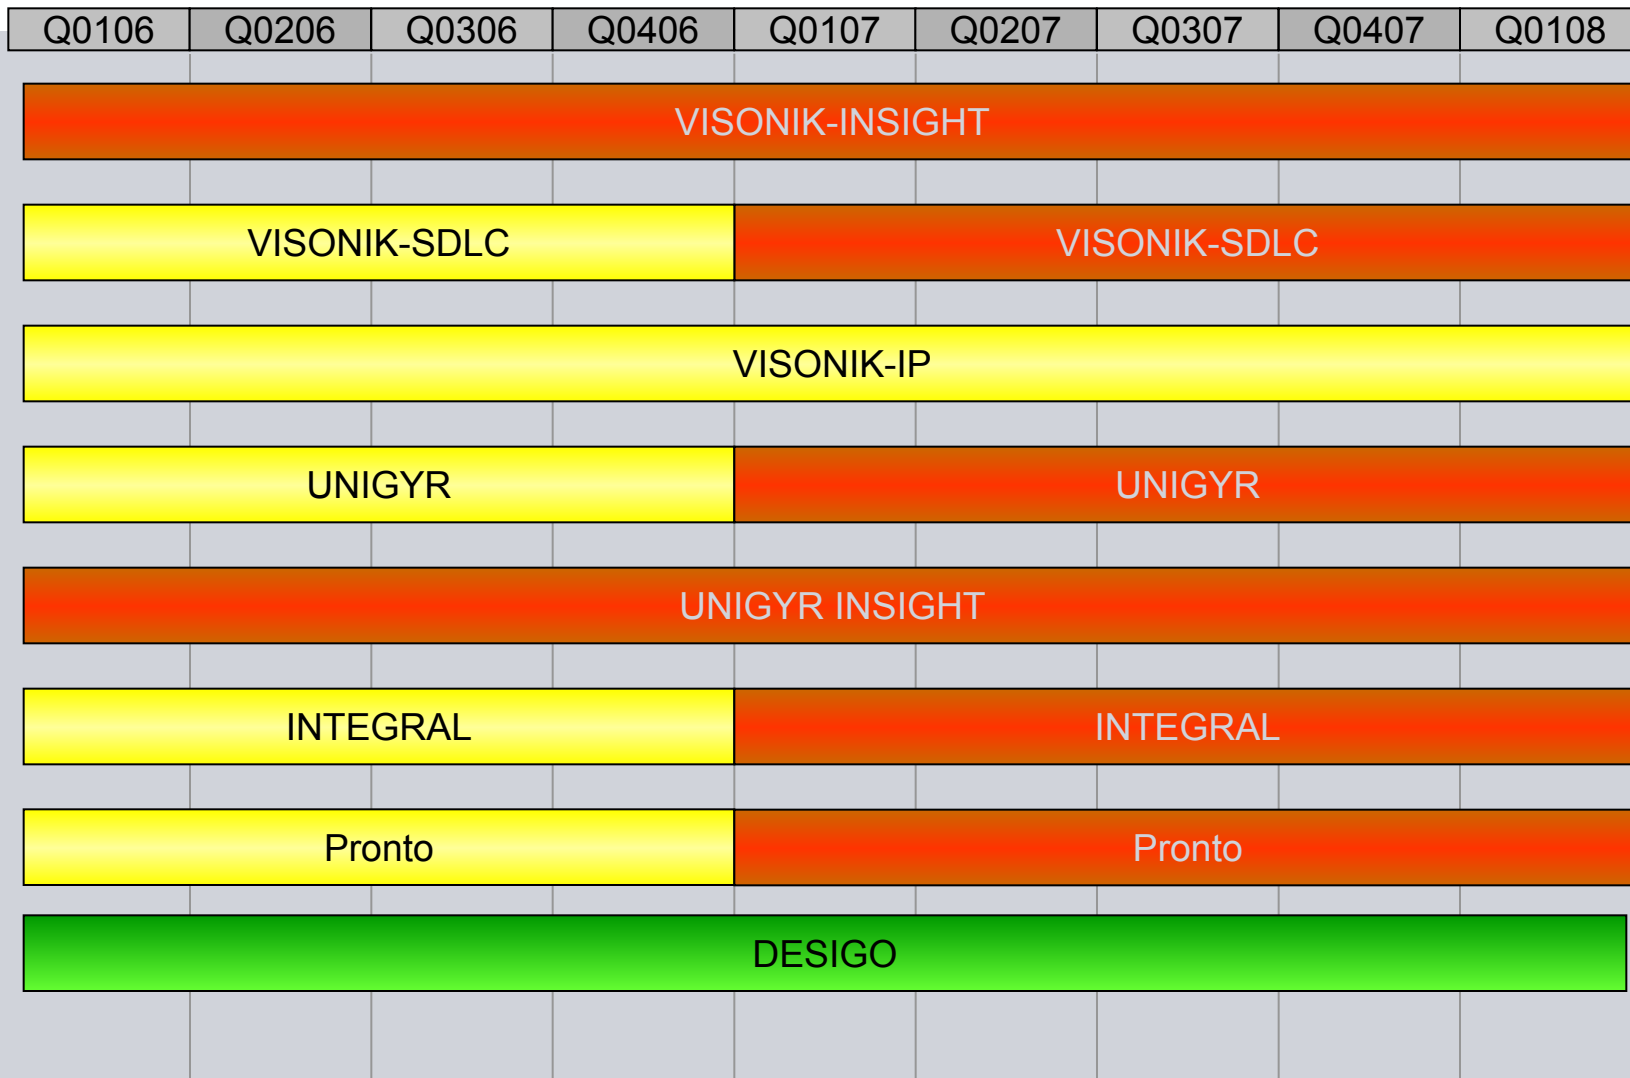 Q0106 Q0206 Q0306 Q0406 Q0107 Q0207 Q0307 Q0407 Q0108
VISONIK-INSIGHT
VISONIK-SDLC VISONIK-SDLC
VISONIK-IP
UNIGYR UNIGYR
UNIGYR INSIGHT
INTEGRAL INTEGRAL
Pronto Pronto
DESIGO